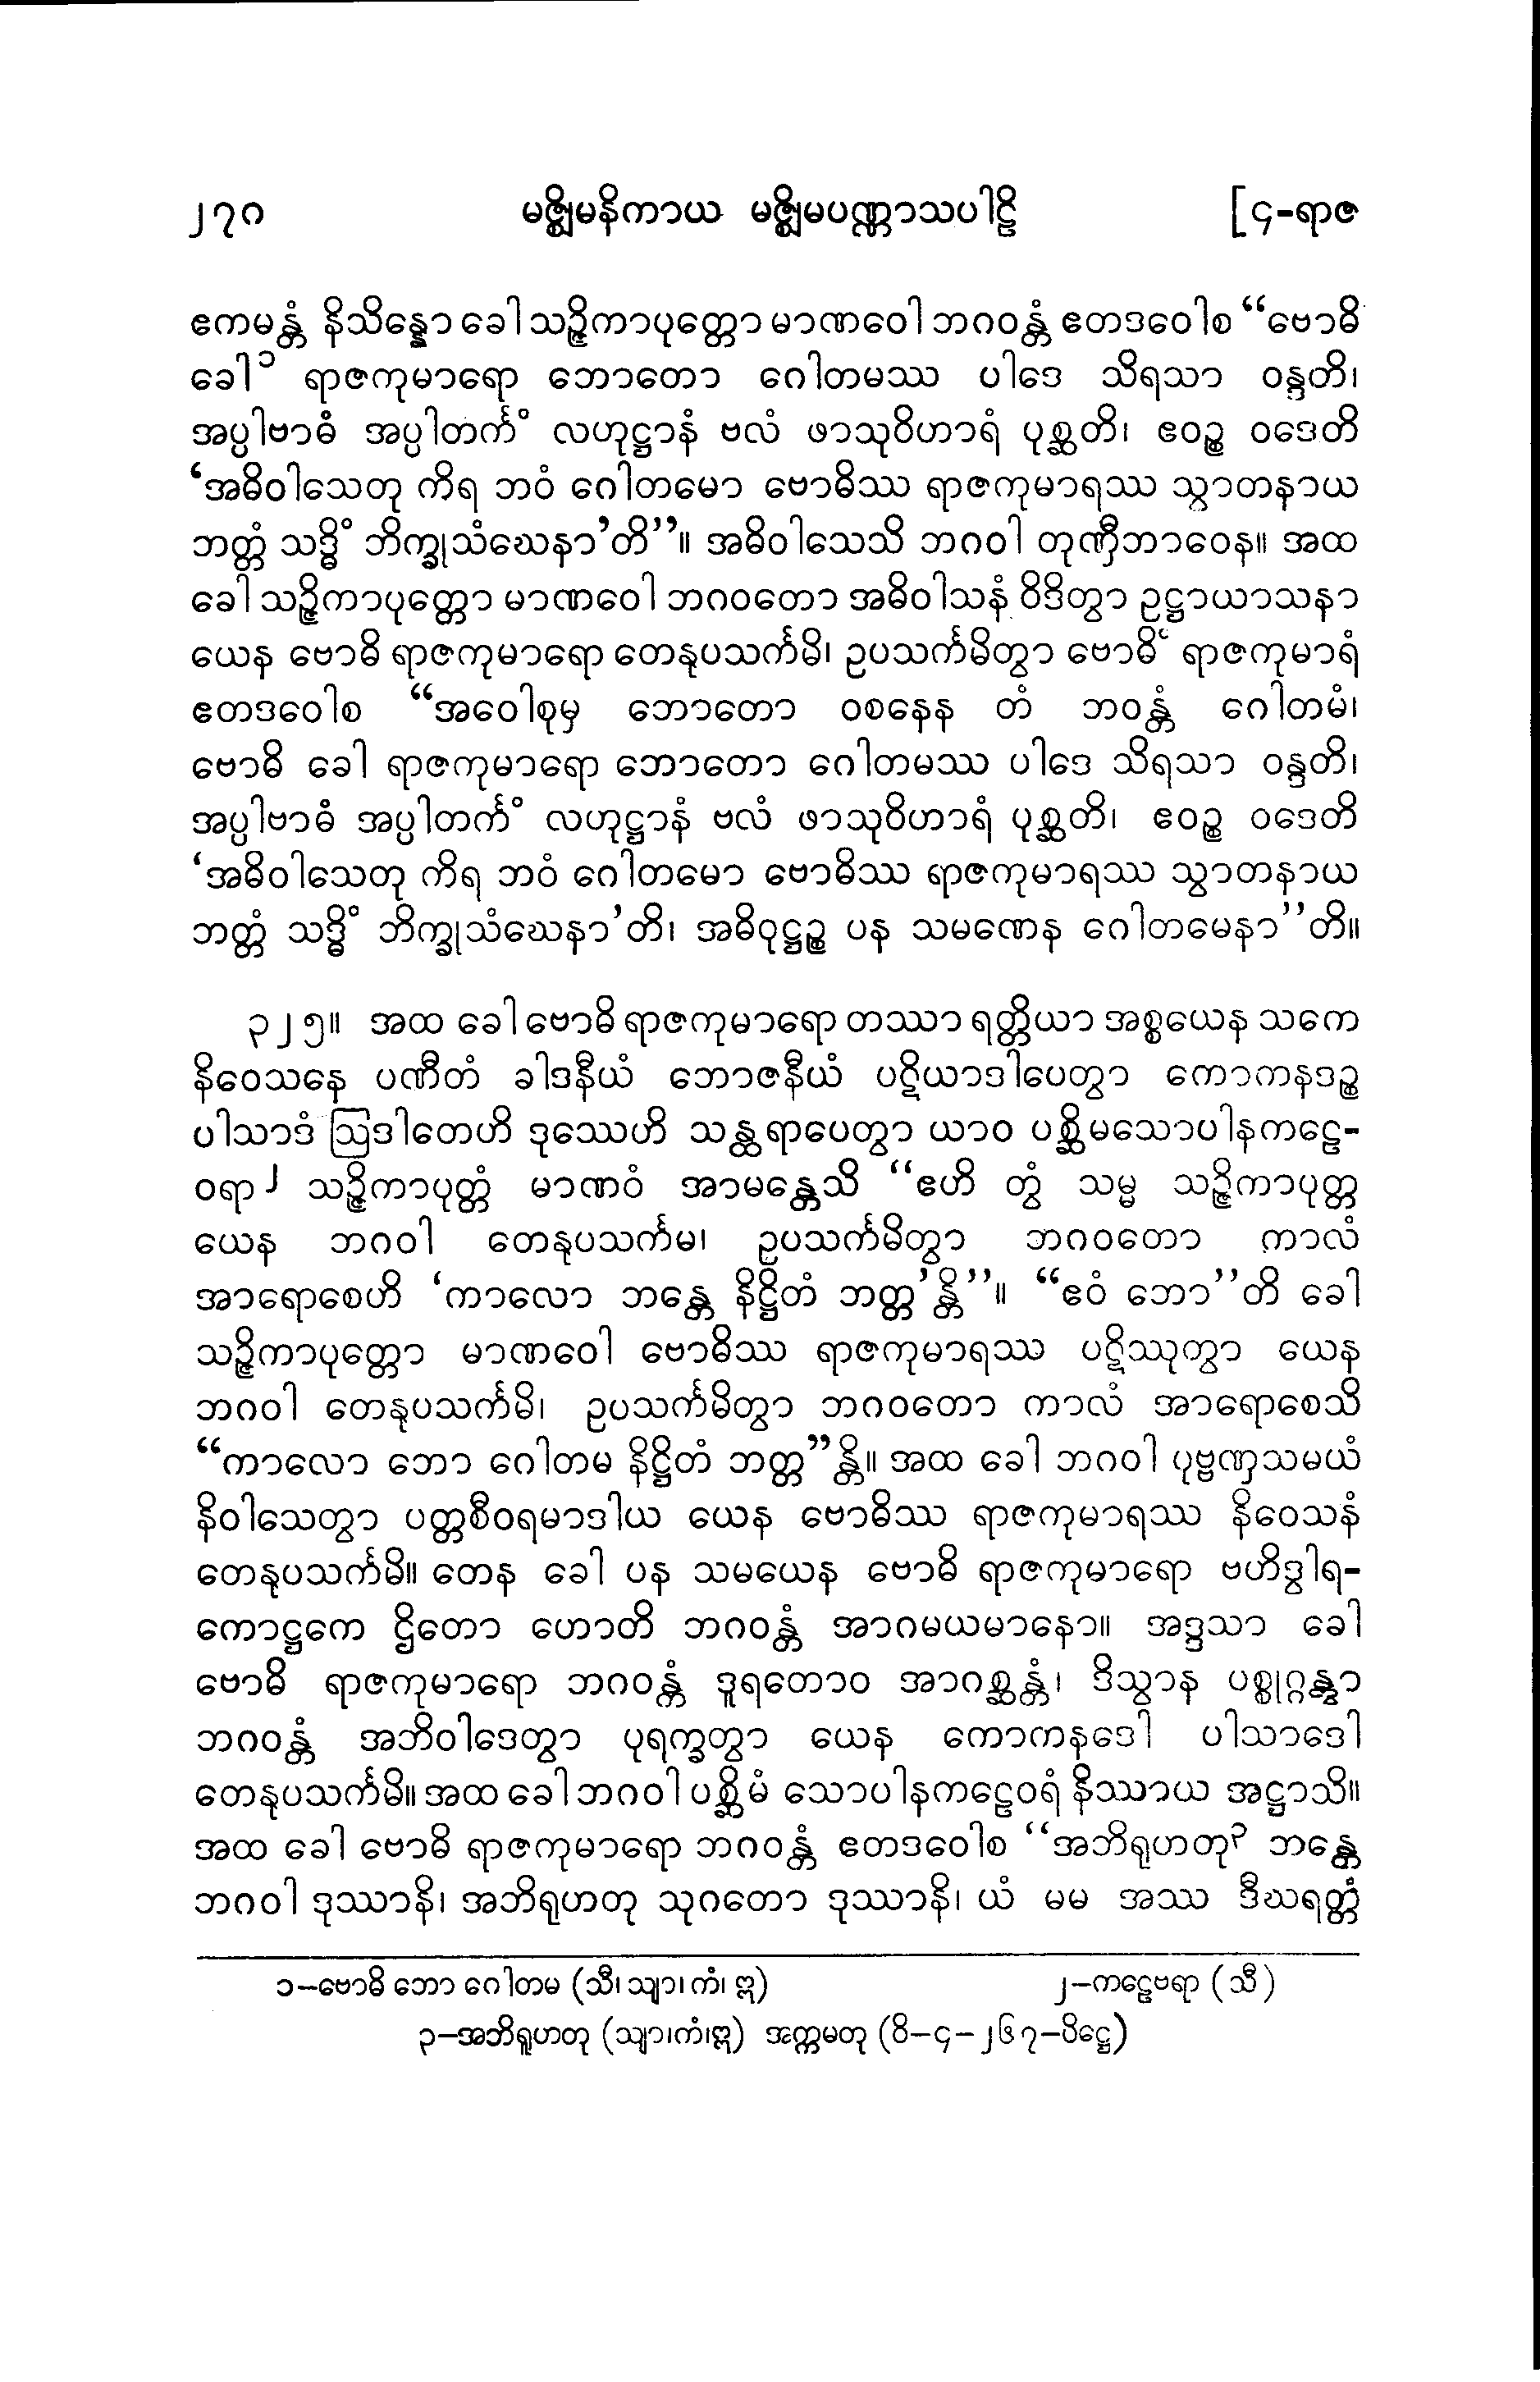 ၂၇၀ မဇ္ဈိမနိကာယ မဇ္ဈိမပဏ္ဏာသပါဠိ [၄-ရာဇ
ဧကမန္တံ နိသိန္နော ခေါ သဉ္ဇိကာပုတ္တော မာဏဝေါ ဘဂဝန္တံ ဧတဒဝေါစ “ဗောဓိ
ခေါ၁ ရာဇကုမာရော ဘောတော ဂေါတမဿ ပါဒေ သိရသာ ဝန္ဒတိ၊
အပ္ပါဗာဓံ အပ္ပါတင်္ကံ လဟုဋ္ဌာနံ ဗလံ ဖာသုဝိဟာရံ ပုစ္ဆတိ၊ ဧဝဉ္စ ဝဒေတိ
‘အဓိဝါသေတု ကိရ ဘဝံ ဂေါတမော ဗောဓိဿ ရာဇကုမာရဿ သွာတနာယ
ဘတ္တံ သဒ္ဓိံ ဘိက္ခုသံဃေနာ’တိ”။ အဓိဝါသေသိ ဘဂဝါ တုဏှီဘာဝေန။ အထ
ခေါ သဉ္ဇိကာပုတ္တော မာဏဝေါ ဘဂဝတော အဓိဝါသနံ ဝိဒိတွာ ဥဋ္ဌာယာသနာ
ယေန ဗောဓိ ရာဇကုမာရော တေနုပသင်္ကမိ၊ ဥပသင်္ကမိတွာ ဗောဓိံ ရာဇကုမာရံ
ဧတဒဝေါစ “အဝေါစုမှ ဘောတော ဝစနေန တံ ဘဝန္တံ ဂေါတမံ၊
ဗောဓိ ခေါ ရာဇကုမာရော ဘောတော ဂေါတမဿ ပါဒေ သိရသာ ဝန္ဒတိ၊
အပ္ပါဗာဓံ အပ္ပါတင်္ကံ လဟုဋ္ဌာနံ ဗလံ ဖာသုဝိဟာရံ ပုစ္ဆတိ၊ ဧဝဉ္စ ဝဒေတိ
‘အဓိဝါသေတု ကိရ ဘဝံ ဂေါတမော ဗောဓိဿ ရာဇကုမာရဿ သွာတနာယ
ဘတ္တံ သဒ္ဓိံ ဘိက္ခုသံဃေနာ’တိ၊ အဓိဝုဋ္ဌဉ္စ ပန သမဏေန ဂေါတမေနာ”တိ။
၃၂၅။ အထ ခေါ ဗောဓိ ရာဇကုမာရော တဿာ ရတ္တိယာ အစ္စယေန သကေ
နိဝေသနေ ပဏီတံ ခါဒနီယံ ဘောဇနီယံ ပဋိယာဒါပေတွာ ကောကနဒဉ္စ
ပါသာဒံ ဩဒါတေဟိ ဒုဿေဟိ သန္ထရာပေတွာ ယာဝ ပစ္ဆိမသောပါနကဠေ-
ဝရာ၂ သဉ္ဇိကာပုတ္တံ မာဏဝံ အာမန္တေသိ “ဧဟိ တွံ သမ္မ သဉ္ဇိကာပုတ္တ
ယေန ဘဂဝါ တေနုပသင်္ကမ၊ ဥပသင်္ကမိတွာ ဘဂဝတော ကာလံ
အာရောစေဟိ ‘ကာလော ဘန္တေ နိဋ္ဌိတံ ဘတ္တ’န္တိ”။ “ဧဝံ ဘော”တိ ခေါ
သဉ္ဇိကာပုတ္တော မာဏဝေါ ဗောဓိဿ ရာဇကုမာရဿ ပဋိဿုတွာ ယေန
ဘဂဝါ တေနုပသင်္ကမိ၊ ဥပသင်္ကမိတွာ ဘဂဝတော ကာလံ အာရောစေသိ
“ကာလော ဘော ဂေါတမ နိဋ္ဌိတံ ဘတ္တ”န္တိ။ အထ ခေါ ဘဂဝါ ပုဗ္ဗဏှသမယံ
နိဝါသေတွာ ပတ္တစီဝရမာဒါယ ယေန ဗောဓိဿ ရာဇကုမာရဿ နိဝေသနံ
တေနုပသင်္ကမိ။ တေန ခေါ ပန သမယေန ဗောဓိ ရာဇကုမာရော ဗဟိဒွါရ-
ကောဋ္ဌကေ ဌိတော ဟောတိ ဘဂဝန္တံ အာဂမယမာနော။ အဒ္ဒသာ ခေါ
ဗောဓိ ရာဇကုမာရော ဘဂဝန္တံ ဒူရတောဝ အာဂစ္ဆန္တံ၊ ဒိသွာန ပစ္စုဂ္ဂန္တွာ
ဘဂဝန္တံ အဘိဝါဒေတွာ ပုရက္ခတွာ ယေန ကောကနဒေါ ပါသာဒေါ
တေနုပသင်္ကမိ။ အထ ခေါ ဘဂဝါ ပစ္ဆိမံ သောပါနကဠေဝရံ နိဿာယ အဋ္ဌာသိ။
အထ ခေါ ဗောဓိ ရာဇကုမာရော ဘဂဝန္တံ ဧတဒဝေါစ “အဘိရုဟတု၃ ဘန္တေ
ဘဂဝါ ဒုဿာနိ၊ အဘိရုဟတု သုဂတော ဒုဿာနိ၊ ယံ မမ အဿ ဒီဃရတ္တံ
၁-ဗောဓိ ဘော ဂေါတမ (သီ၊ သျာ၊ ကံ၊ ဣ) ၂-ကဠေဗရာ (သီ)
၃-အဘိရူဟတု (သျာ၊ကံ၊ဣ) အက္ကမတု (ဝိ-၄-၂၆၇-ပိဋ္ဌေ)